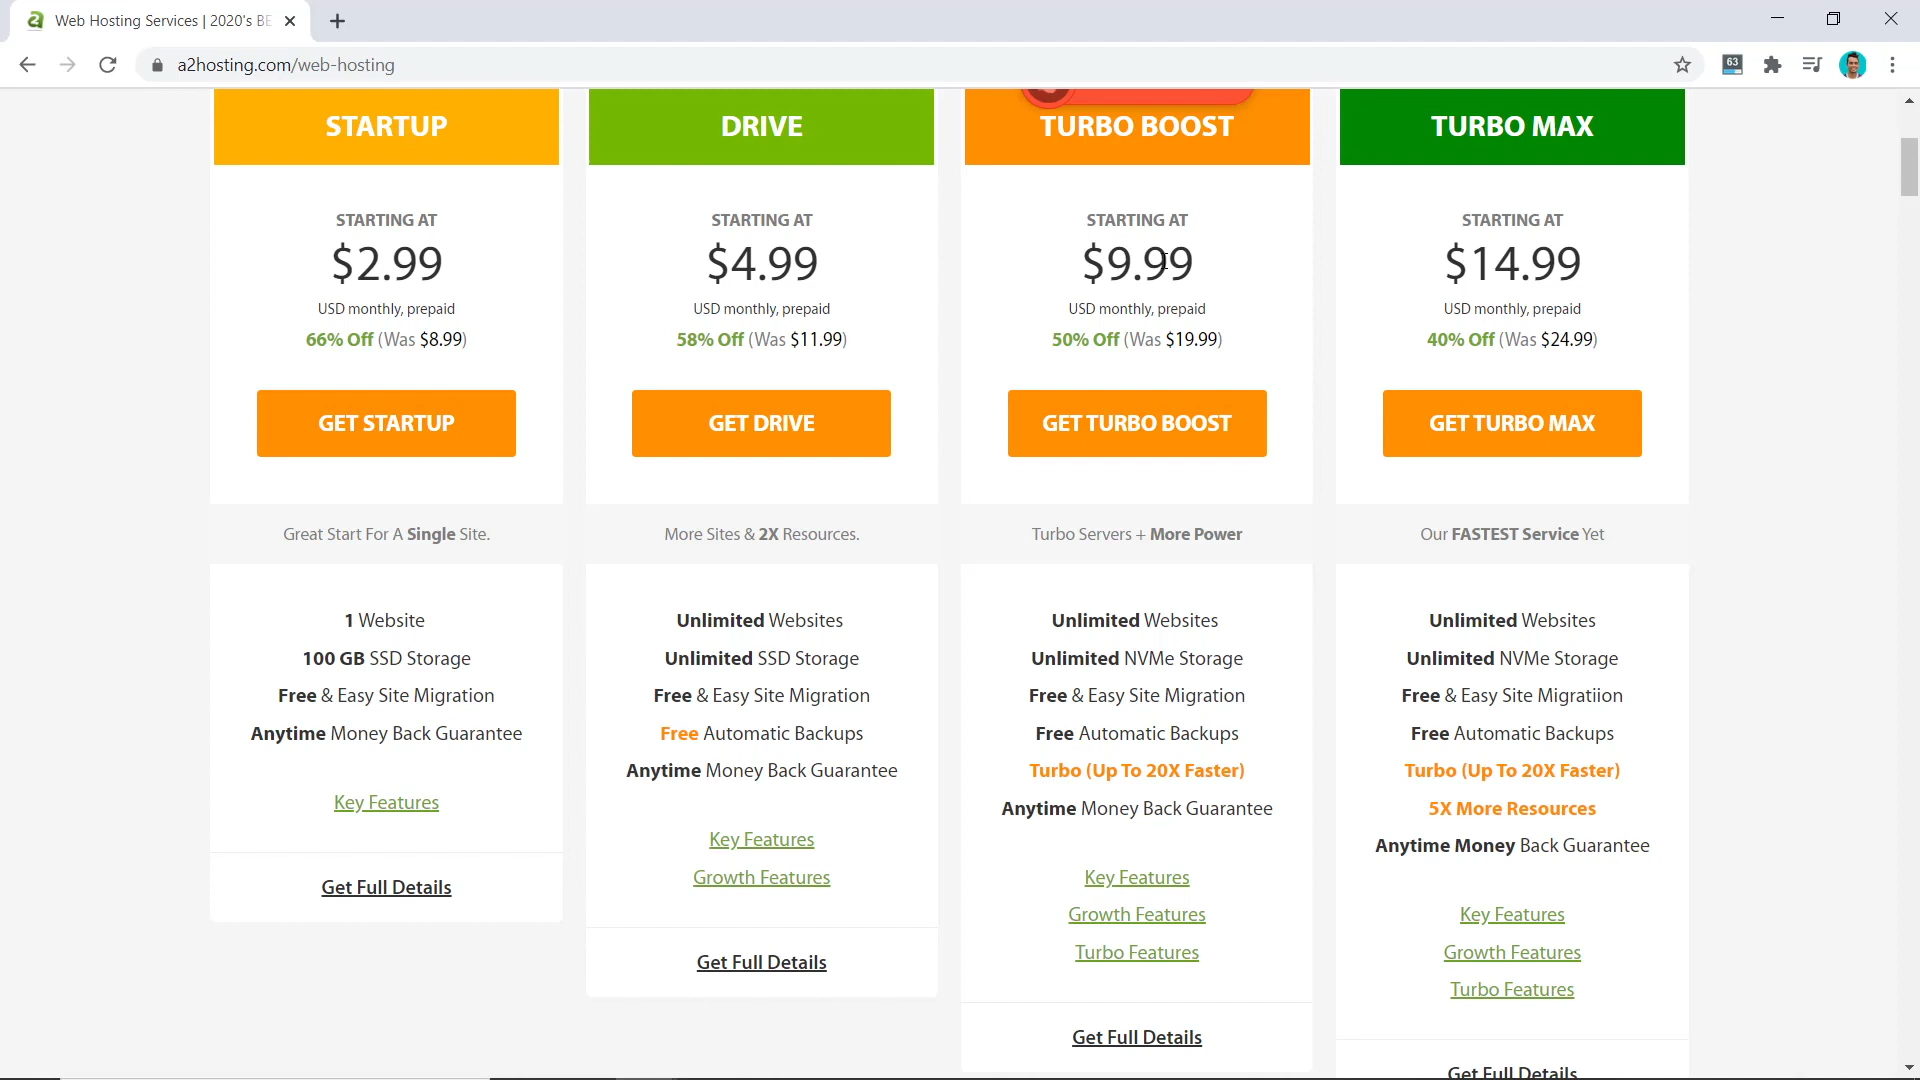 Web Hosting Services | 2020's BE
a2hosting.com/web-hosting
63
STARTUP
STARTING AT
$2.99
USD monthly, prepaid
66% Off (Was $8.99)
GET STARTUP
Great Start For A Single Site.
1 Website
100 GB SSD Storage
Free & Easy Site Migration
Anytime Money Back Guarantee
Key Features
Get Full Details
DRIVE
STARTING AT
$4.99
USD monthly, prepaid
58% Off (Was $11.99)
GET DRIVE
More Sites & 2X Resources.
Unlimited Websites
Unlimited SSD Storage
Free & Easy Site Migration
Free Automatic Backups
Anytime Money Back Guarantee
Key Features
Growth Features
Get Full Details
TURBO BOOST
STARTING AT
$9.99
USD monthly, prepaid
50% Off (Was $19.99)
GET TURBO BOOST
Turbo Servers + More Power
Unlimited Websites
Unlimited NVMe Storage
Free & Easy Site Migration
Free Automatic Backups
Turbo (Up To 20X Faster)
Anytime Money Back Guarantee
Key Features
Growth Features
Turbo Features
Get Full Details
TURBO MAX
STARTING AT
$14.99
USD monthly, prepaid
40% Off (Was $24.99)
GET TURBO MAX
Our FASTEST Service Yet
Unlimited Websites
Unlimited NVMe Storage
Free & Easy Site Migratiion
Free Automatic Backups
Turbo (Up To 20X Faster)
5X More Resources
Anytime Money Back Guarantee
Key Features
Growth Features
Turbo Features
Get Full Details